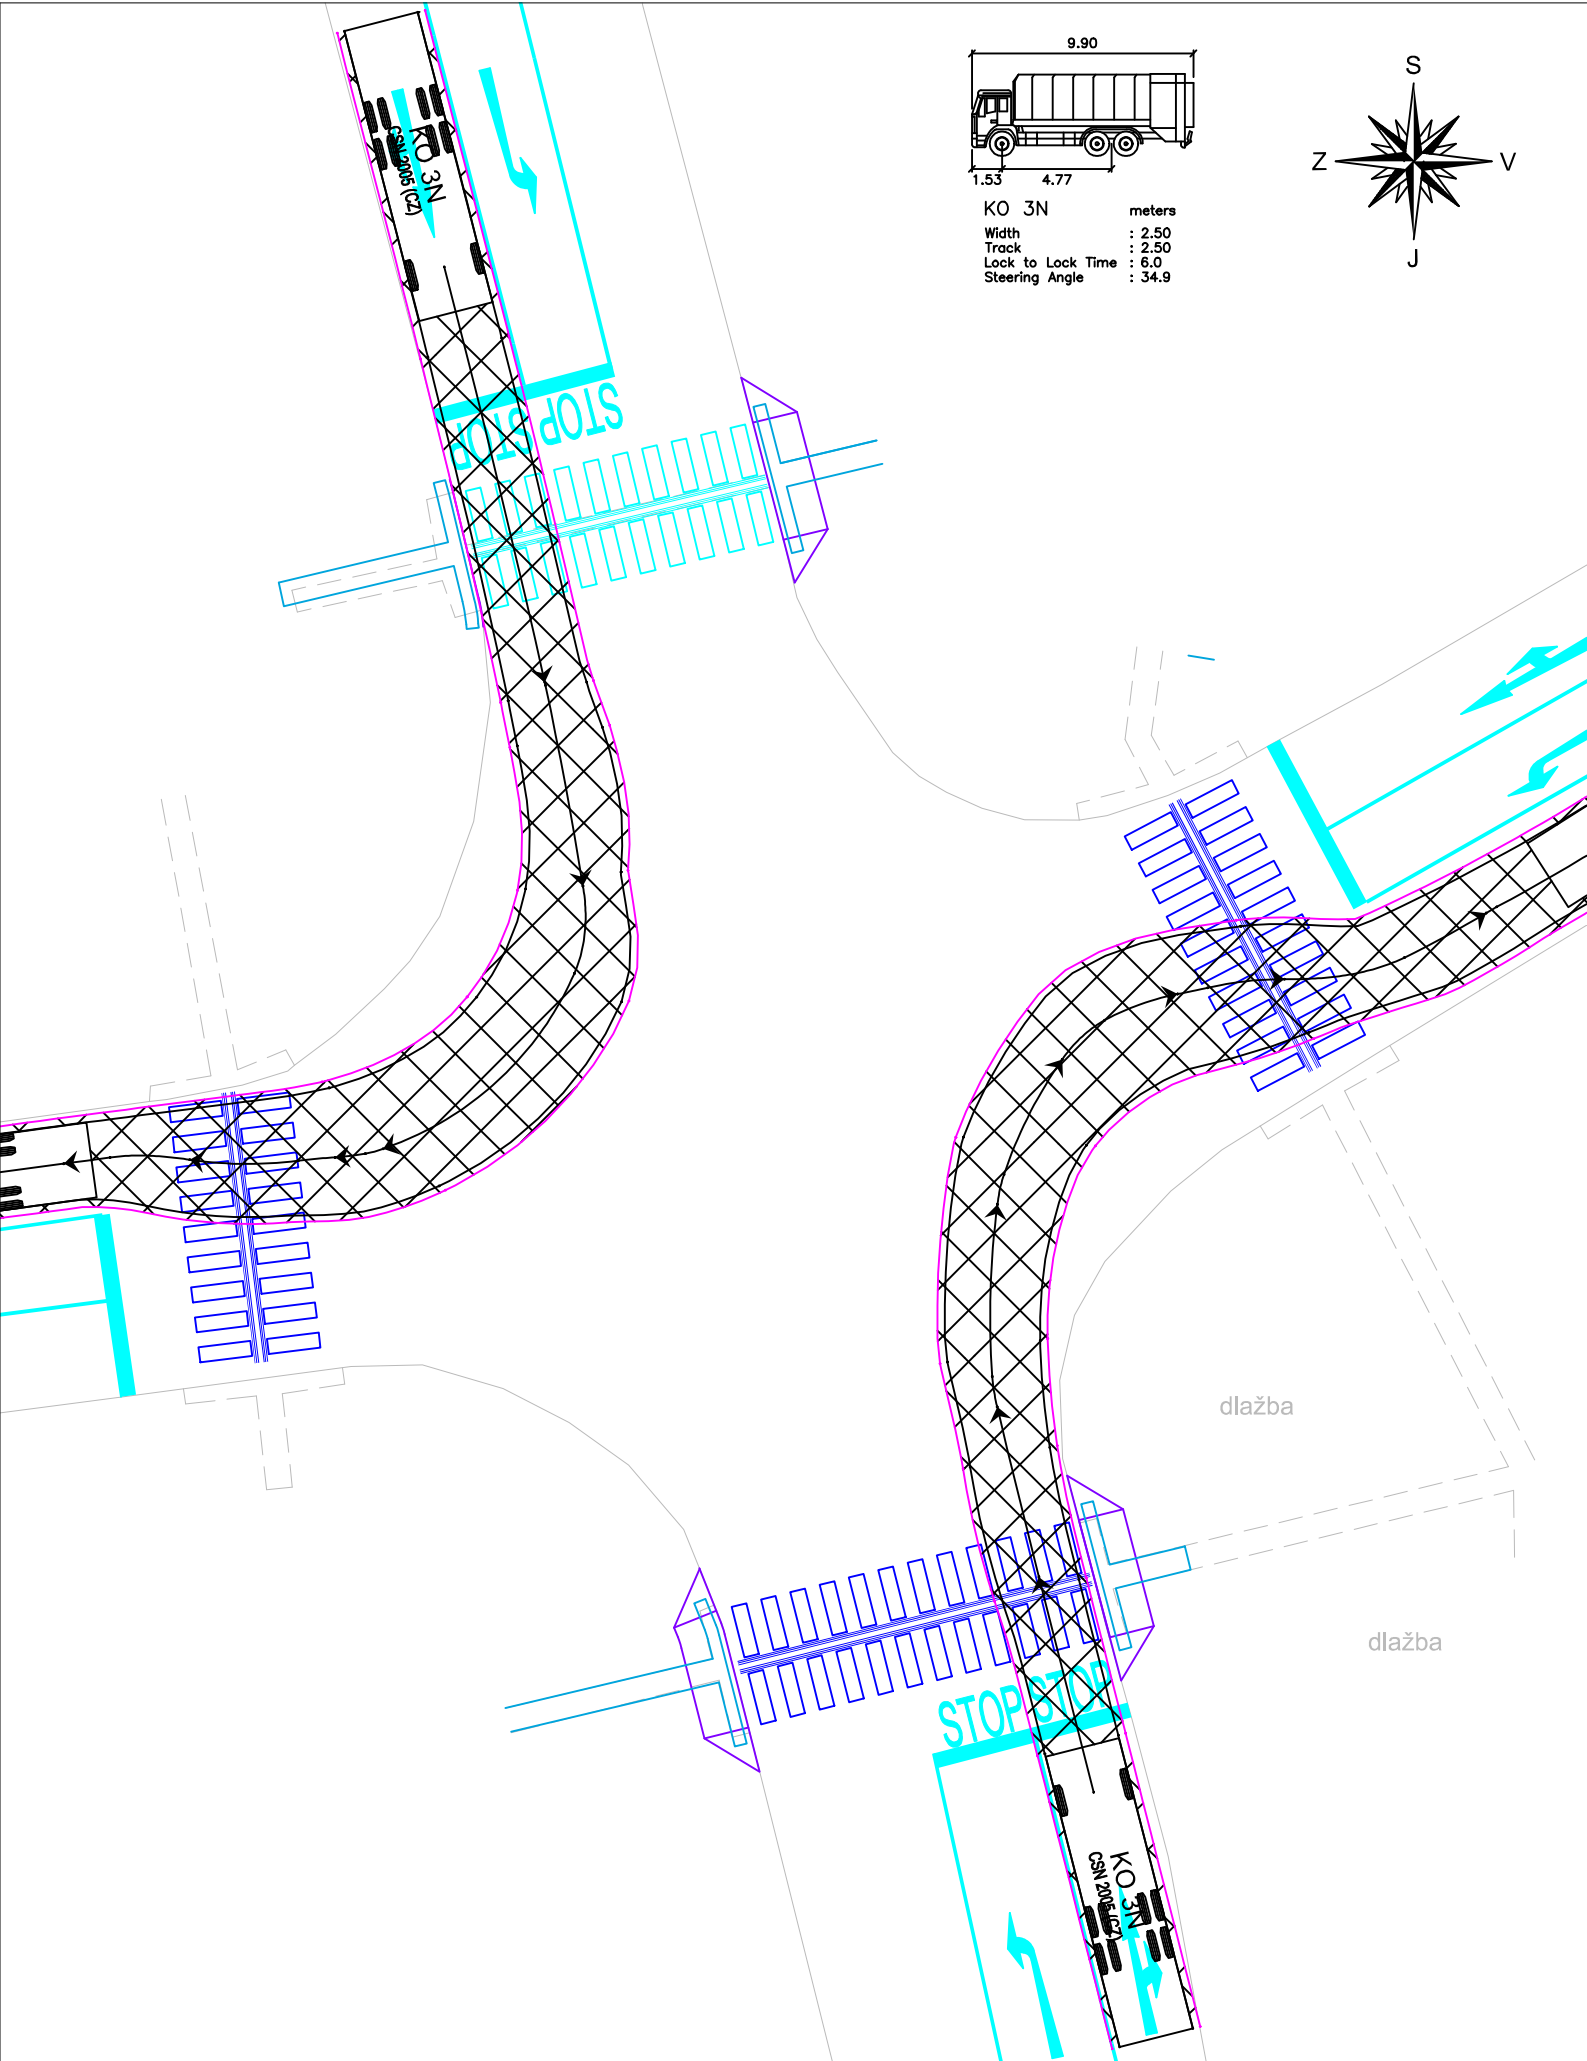 9.90
1.53 4.77
KO 3N meters
Width : 2.50
Track : 2.50
Lock to Lock Time : 6.0
Steering Angle : 34.9
S
Z V
J
KO 3N
CSN 2005 (CZ)
STOP STOP
dlažba
dlažba
STOP STOP
KO 3N
CSN 2005 (CZ)